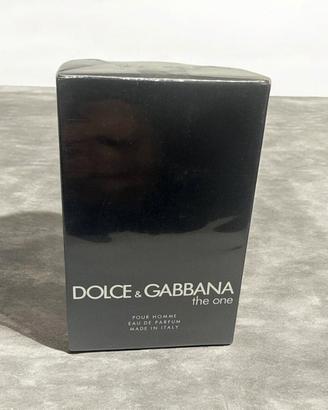 DOLCE & GABBANA
the one
POUR HOMME
EAU DE PARFUM
MADE IN ITALY